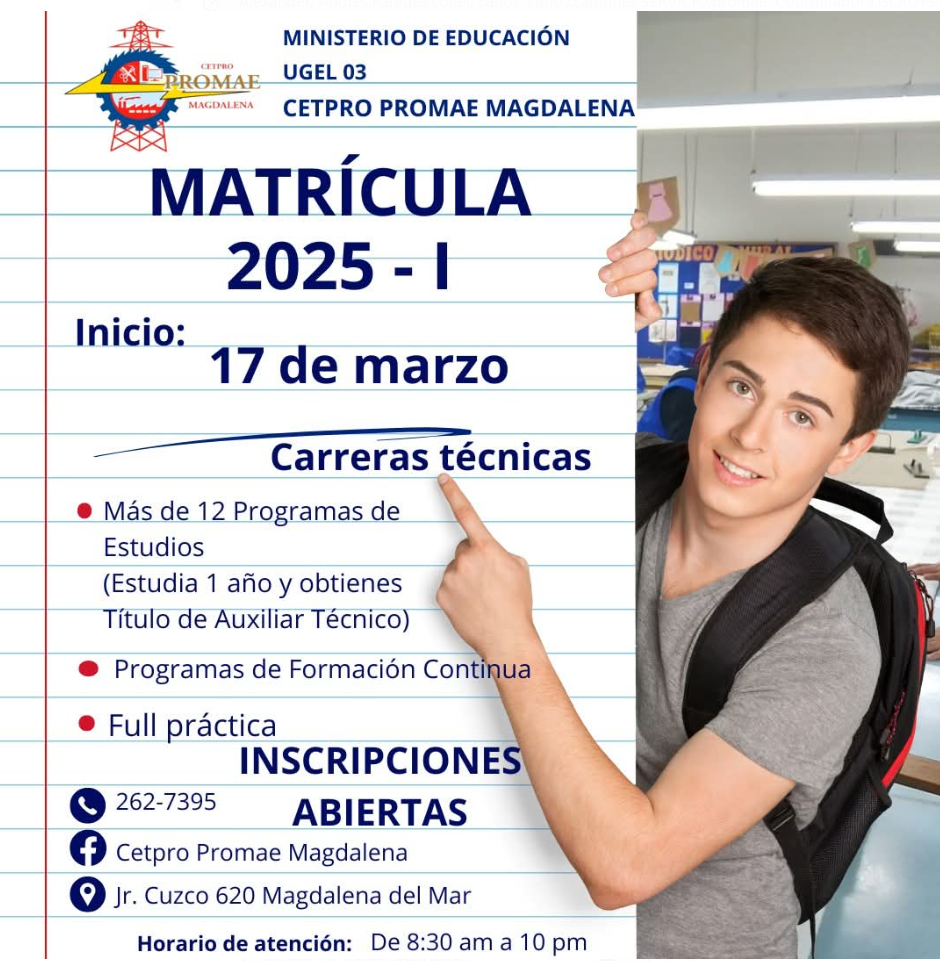 CETPRO
PROMAE
MAGDALENA
MINISTERIO DE EDUCACIÓN
UGEL 03
CETPRO PROMAE MAGDALENA
MATRÍCULA
2025 - I
Inicio:
17 de marzo
Carreras técnicas
Más de 12 Programas de
Estudios
(Estudia 1 año y obtienes
Título de Auxiliar Técnico)
Programas de Formación Continua
Full práctica
INSCRIPCIONES
ABIERTAS
262-7395
Cetpro Promae Magdalena
Jr. Cuzco 620 Magdalena del Mar
Horario de atención: De 8:30 am a 10 pm